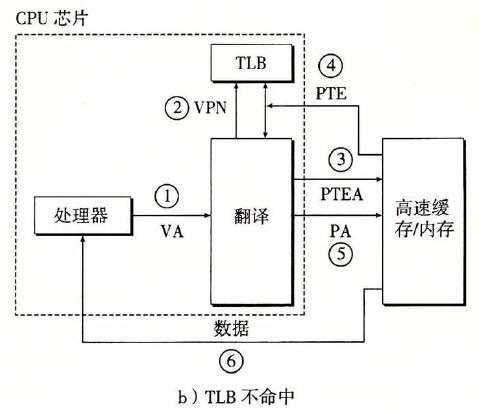 CPU 芯片
TLB
④
② VPN
PTE
③
①
PTEA
处理器
翻译
高速缓
存/内存
VA
PA
⑤
数据
⑥
b）TLB 不命中